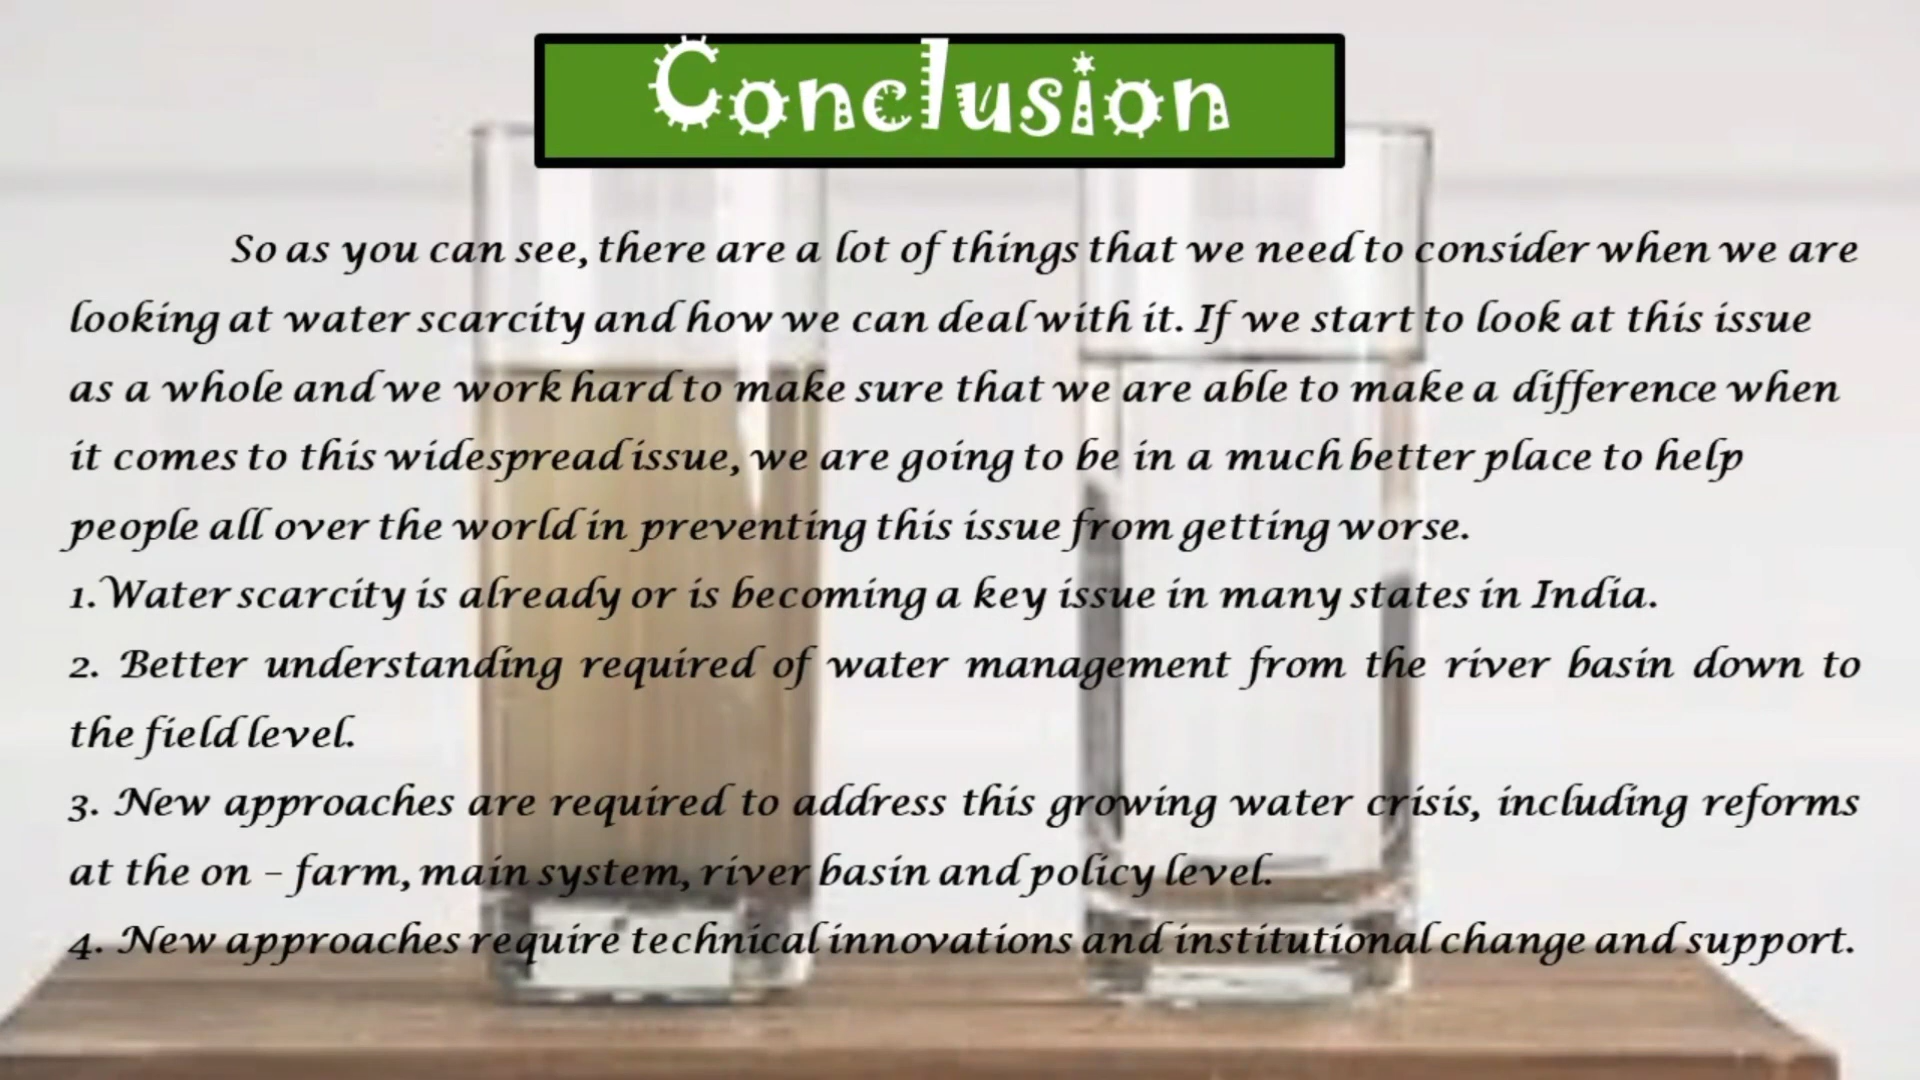 Conclusion
So as you can see, there are a lot of things that we need to consider when we are
looking at water scarcity and how we can deal with it. If we start to look at this issue
as a whole and we work hard to make sure that we are able to make a difference when
it comes to this widespread issue, we are going to be in a much better place to help
people all over the world in preventing this issue from getting worse.
1. Water scarcity is already or is becoming a key issue in many states in India.
2. Better understanding required of water management from the river basin down to
the field level.
3. New approaches are required to address this growing water crisis, including reforms
at the on – farm, main system, river basin and policy level.
4. New approaches require technical innovations and institutional change and support.